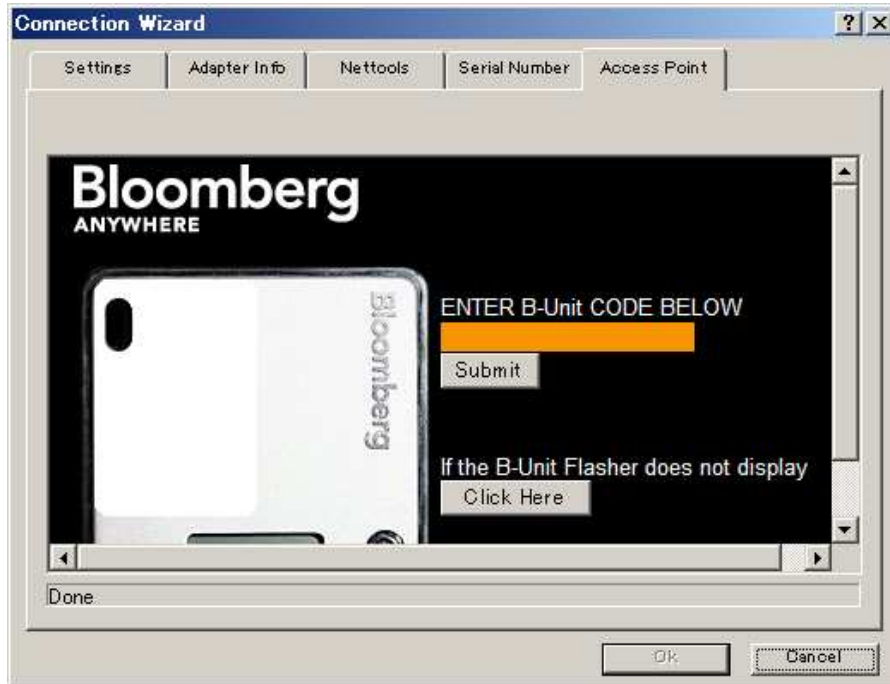 Connection Wizard
Settings
Adapter Info
Nettools
Serial Number
Access Point
Bloomberg
ANYWHERE
Bloomberg
ENTER B-Unit CODE BELOW
Submit
If the B-Unit Flasher does not display
Click Here
Done
Ok
Cancel